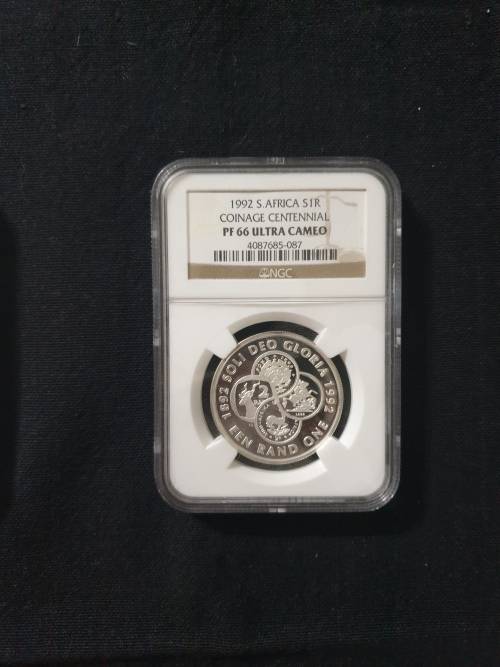 1992 S.AFRICA S1R
COINAGE CENTENNIAL
PF 66 ULTRA CAMEO
4087685-087
NGC
1892 SOLI DEO GLORIA 1992
2
EEN RAND ONE